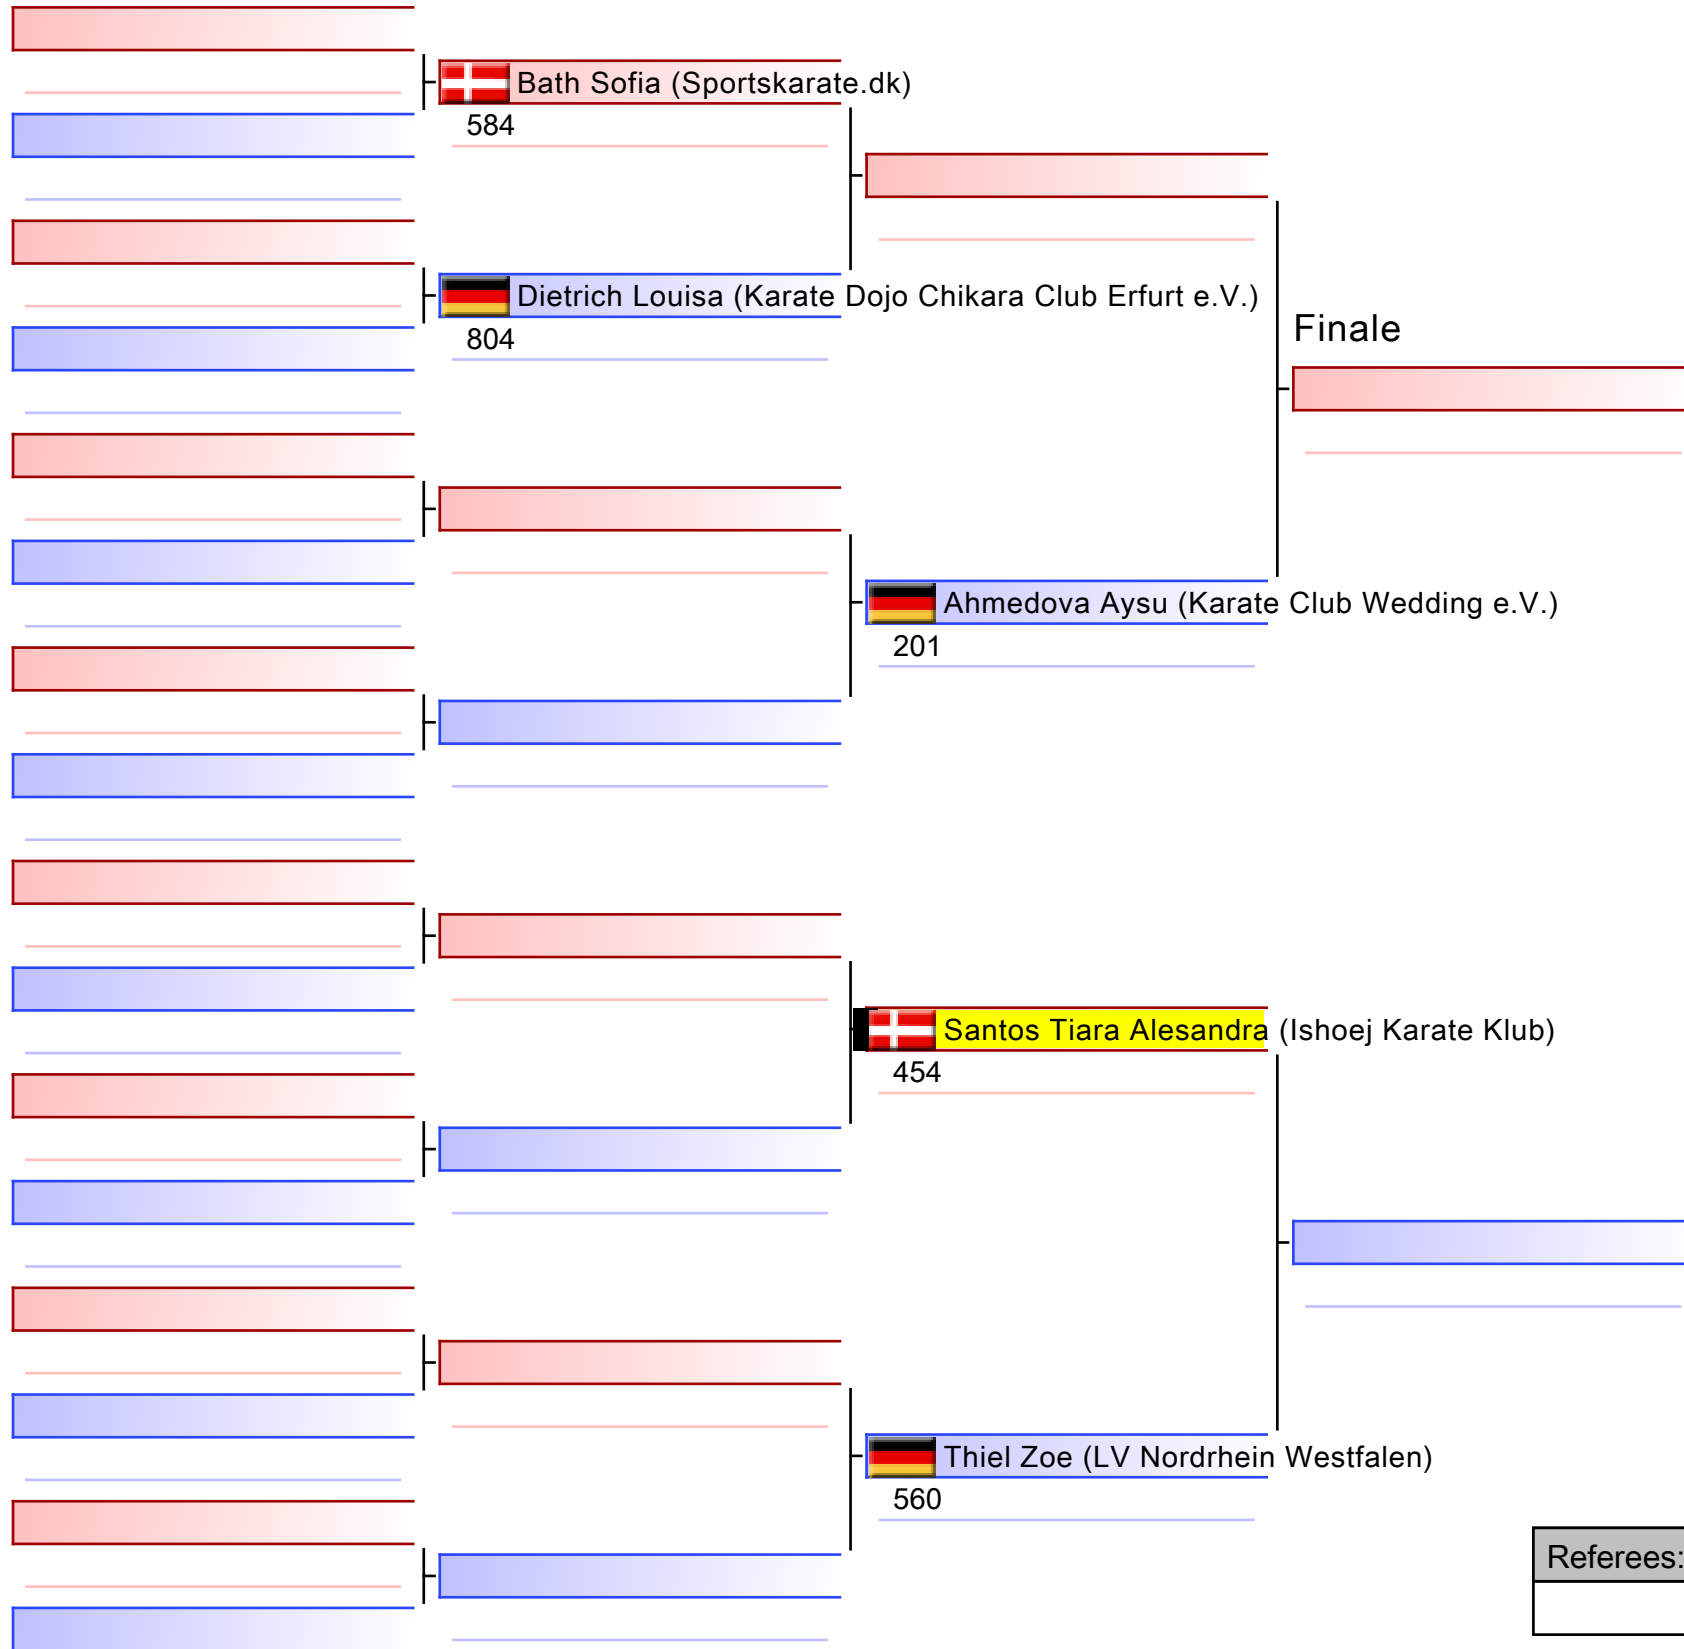 Bath Sofia (Sportskarate.dk)
584
Dietrich Louisa (Karate Dojo Chikara Club Erfurt e.V.)
804
Finale
Ahmedova Aysu (Karate Club Wedding e.V.)
201
Santos Tiara Alesandra (Ishoej Karate Klub)
454
Thiel Zoe (LV Nordrhein Westfalen)
560
Referees: